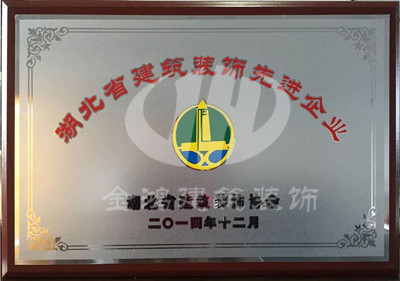 湖北省建筑装饰先进企业
金鸿建筑装饰
湖北省建筑装饰协会
二〇一四年十二月